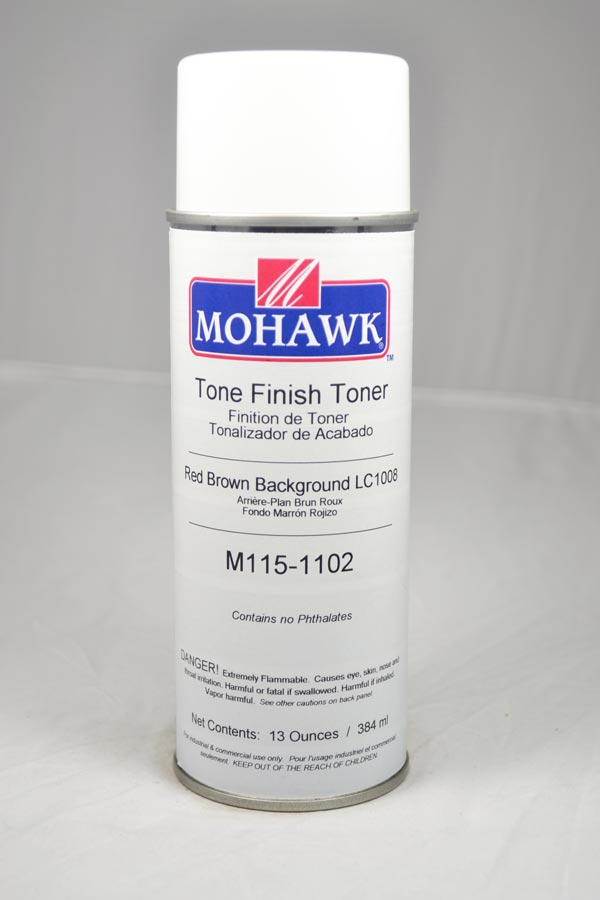 MOHAWK®
TM
Tone Finish Toner
Finition de Toner
Tonalizador de Acabado
Red Brown Background LC1008
Arrière-Plan Brun Roux
Fondo Marrón Rojizo
M115-1102
Contains no Phthalates
DANGER! Extremely Flammable. Causes eye, skin, nose and
throat irritation. Harmful or fatal if swallowed. Harmful if inhaled.
Vapor harmful. See other cautions on back panel.
Net Contents: 13 Ounces / 384 ml
For industrial & commercial use only. Pour l'usage industriel et commercial
seulement. KEEP OUT OF THE REACH OF CHILDREN.